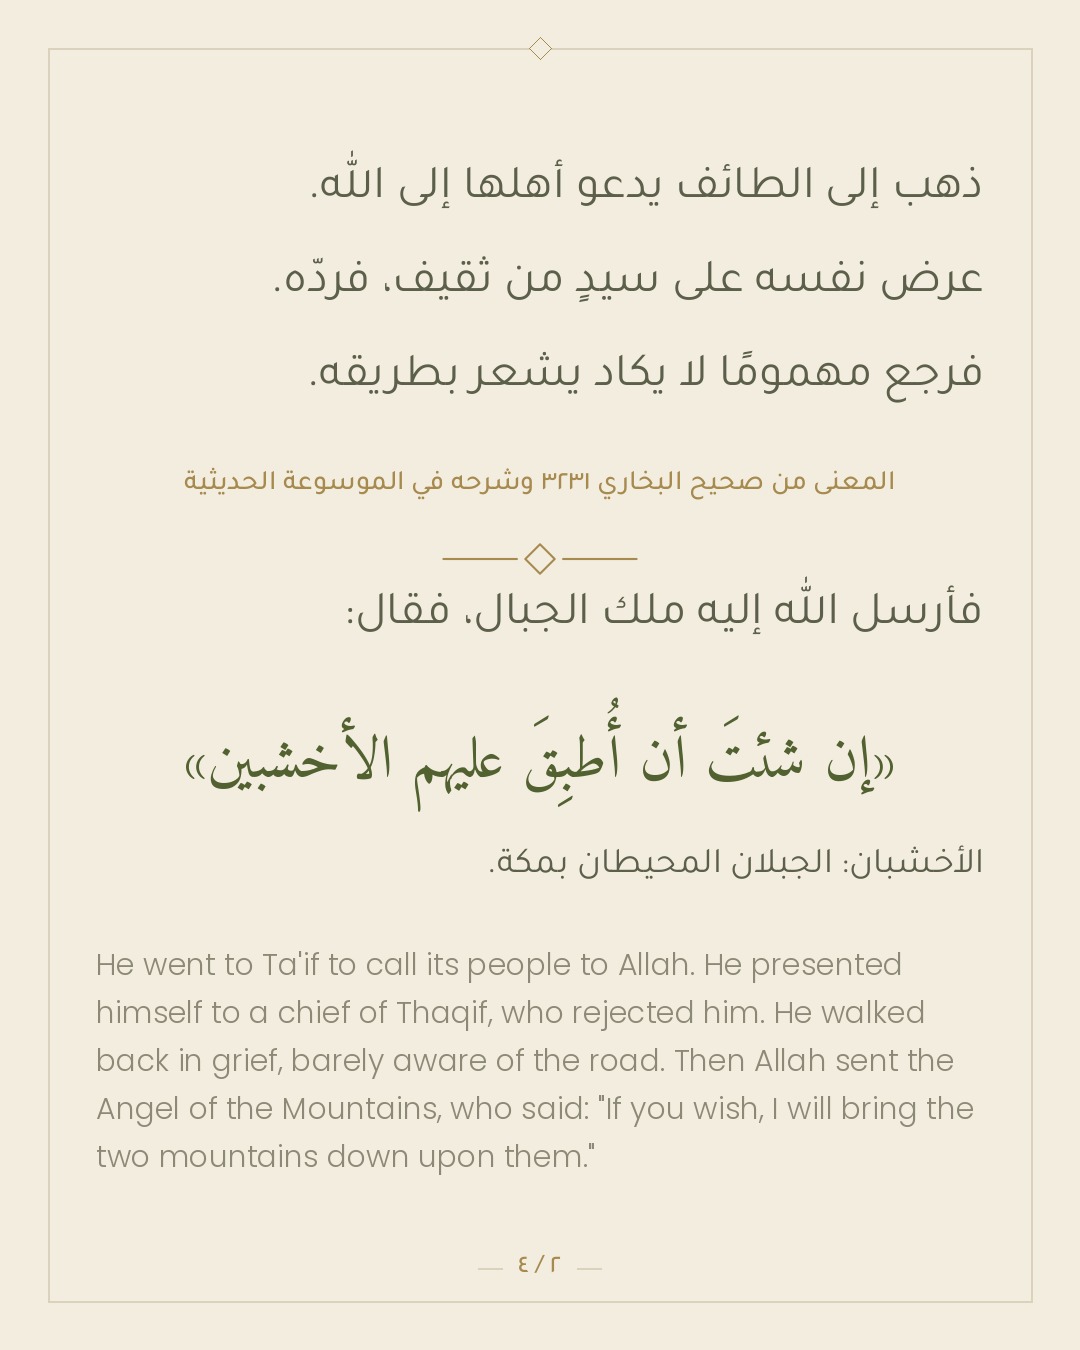 ذهب إلى الطائف يدعو أهلها إلى الله.
عرض نفسه على سيدٍ من ثقيف، فردّه.
فرجع مهمومًا لا يكاد يشعر بطريقه.
المعنى من صحيح البخاري ٣٢٣١ وشرحه في الموسوعة الحديثية
فأرسل الله إليه ملك الجبال، فقال:
«إن شئتَ أن أُطبِقَ عليهم الأخشبين»
الأخشبان: الجبلان المحيطان بمكة.
He went to Ta'if to call its people to Allah. He presented
himself to a chief of Thaqif, who rejected him. He walked
back in grief, barely aware of the road. Then Allah sent the
Angel of the Mountains, who said: "If you wish, I will bring the
two mountains down upon them."
٢ / ٤